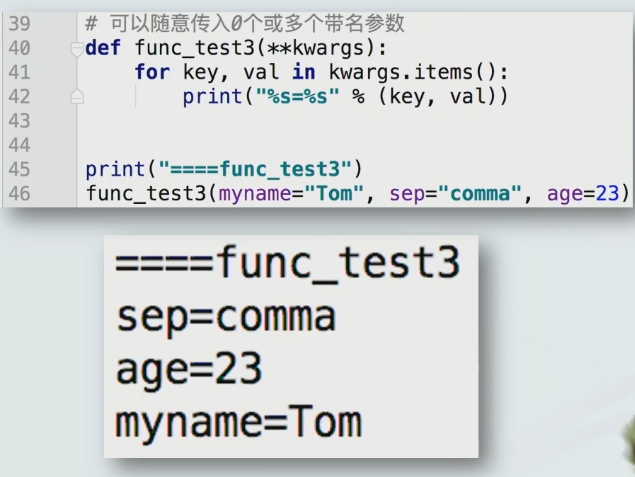 39 # 可以随意传入0个或多个带名参数
40 def func_test3(**kwargs):
41     for key, val in kwargs.items():
42         print("%s=%s" % (key, val))
43
44
45 print("====func_test3")
46 func_test3(myname="Tom", sep="comma", age=23)
====func_test3
sep=comma
age=23
myname=Tom